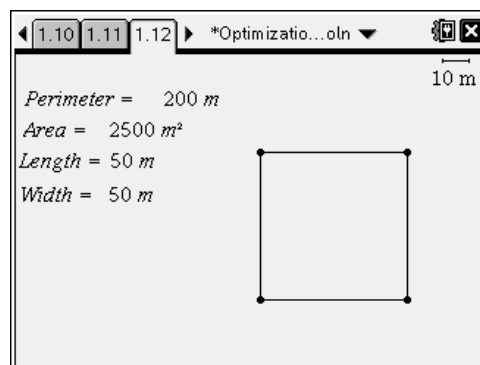 1.10 1.11 1.12 *Optimizatio...oln
10 m
Perimeter = 200 m
Area = 2500 m²
Length = 50 m
Width = 50 m